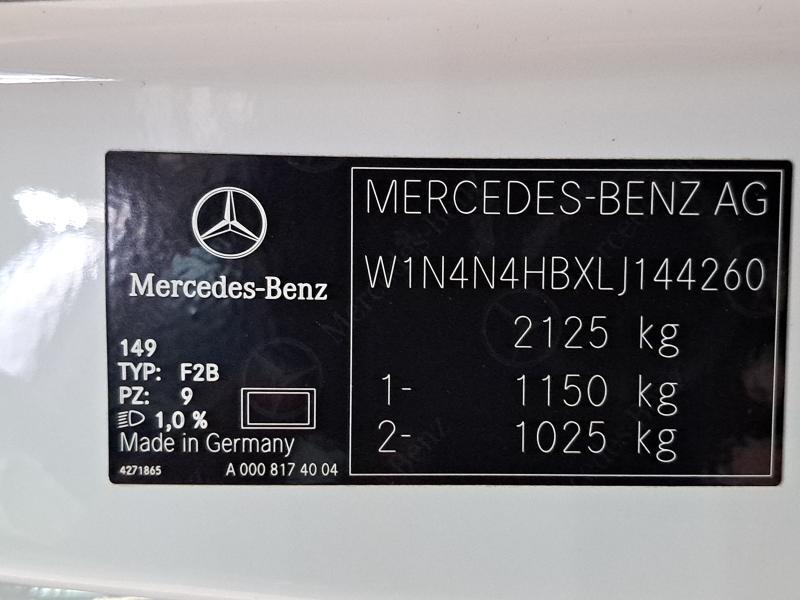 Mercedes-Benz
149
TYP: F2B
PZ: 9
1,0 %
Made in Germany
4271865 A 000 817 40 04
MERCEDES-BENZ AG
W1N4N4HBXLJ144260
2125 kg
1- 1150 kg
2- 1025 kg